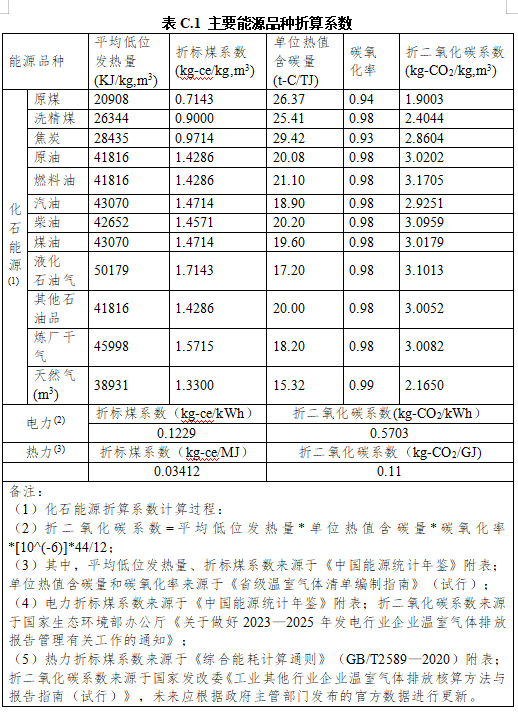 表 C.1 主要能源品种折算系数
能源品种 平均低位发热量(KJ/kg,m3) 折标煤系数(kg-ce/kg,m3) 单位热值含碳量(t-C/TJ) 碳氧化率 折二氧化碳系数(kg-CO2/kg,m3)
化石能源(1)
原煤 20908 0.7143 26.37 0.94 1.9003
洗精煤 26344 0.9000 25.41 0.98 2.4044
焦炭 28435 0.9714 29.42 0.93 2.8604
原油 41816 1.4286 20.08 0.98 3.0202
燃料油 41816 1.4286 21.10 0.98 3.1705
汽油 43070 1.4714 18.90 0.98 2.9251
柴油 42652 1.4571 20.20 0.98 3.0959
煤油 43070 1.4714 19.60 0.98 3.0179
液化石油气 50179 1.7143 17.20 0.98 3.1013
其他石油品 41816 1.4286 20.00 0.98 3.0052
炼厂干气 45998 1.5715 18.20 0.98 3.0082
天然气(m3) 38931 1.3300 15.32 0.99 2.1650
电力(2) 折标煤系数（kg-ce/kWh） 折二氧化碳系数(kg-CO2/kWh）
0.1229 0.5703
热力(3) 折标煤系数（kg-ce/MJ） 折二氧化碳系数（kg-CO2/GJ)
0.03412 0.11
备注：
（1）化石能源折算系数计算过程：
（2）折二氧化碳系数=平均低位发热量*单位热值含碳量*碳氧化率
*[10^(-6)]*44/12；
（3）其中，平均低位发热量、折标煤系数来源于《中国能源统计年鉴》附表；
单位热值含碳量和碳氧化率来源于《省级温室气体清单编制指南》（试行）；
（4）电力折标煤系数来源于《中国能源统计年鉴》附表；折二氧化碳系数来源
于国家生态环境部办公厅《关于做好 2023—2025 年发电行业企业温室气体排放
报告管理有关工作的通知》；
（5）热力折标煤系数来源于《综合能耗计算通则》（GB/T2589—2020）附表；
折二氧化碳系数来源于国家发改委《工业其他行业企业温室气体排放核算方法与
报告指南（试行）》，未来应根据政府主管部门发布的官方数据进行更新。